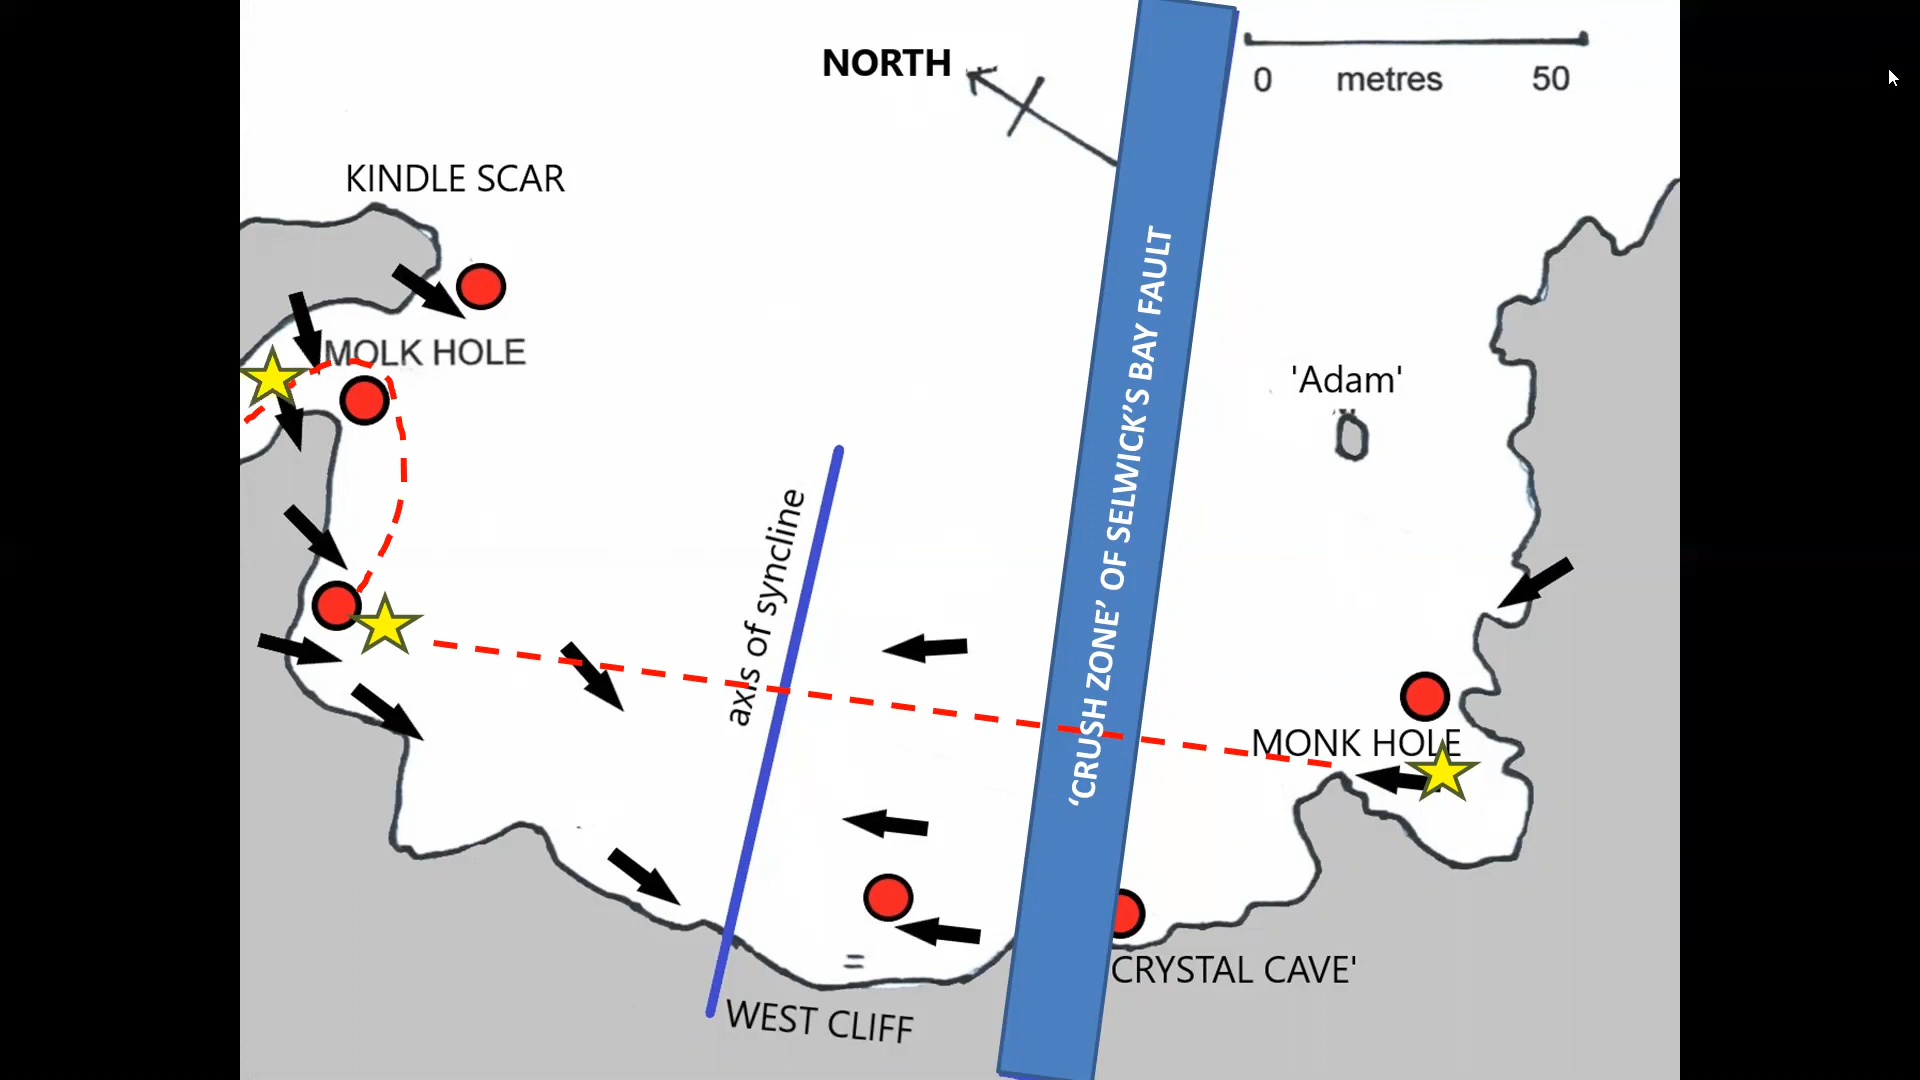 NORTH
0 metres 50
KINDLE SCAR
MOLK HOLE
'Adam'
axis of syncline
‘CRUSH ZONE’ OF SELWICK’S BAY FAULT
MONK HOLE
CRYSTAL CAVE'
WEST CLIFF